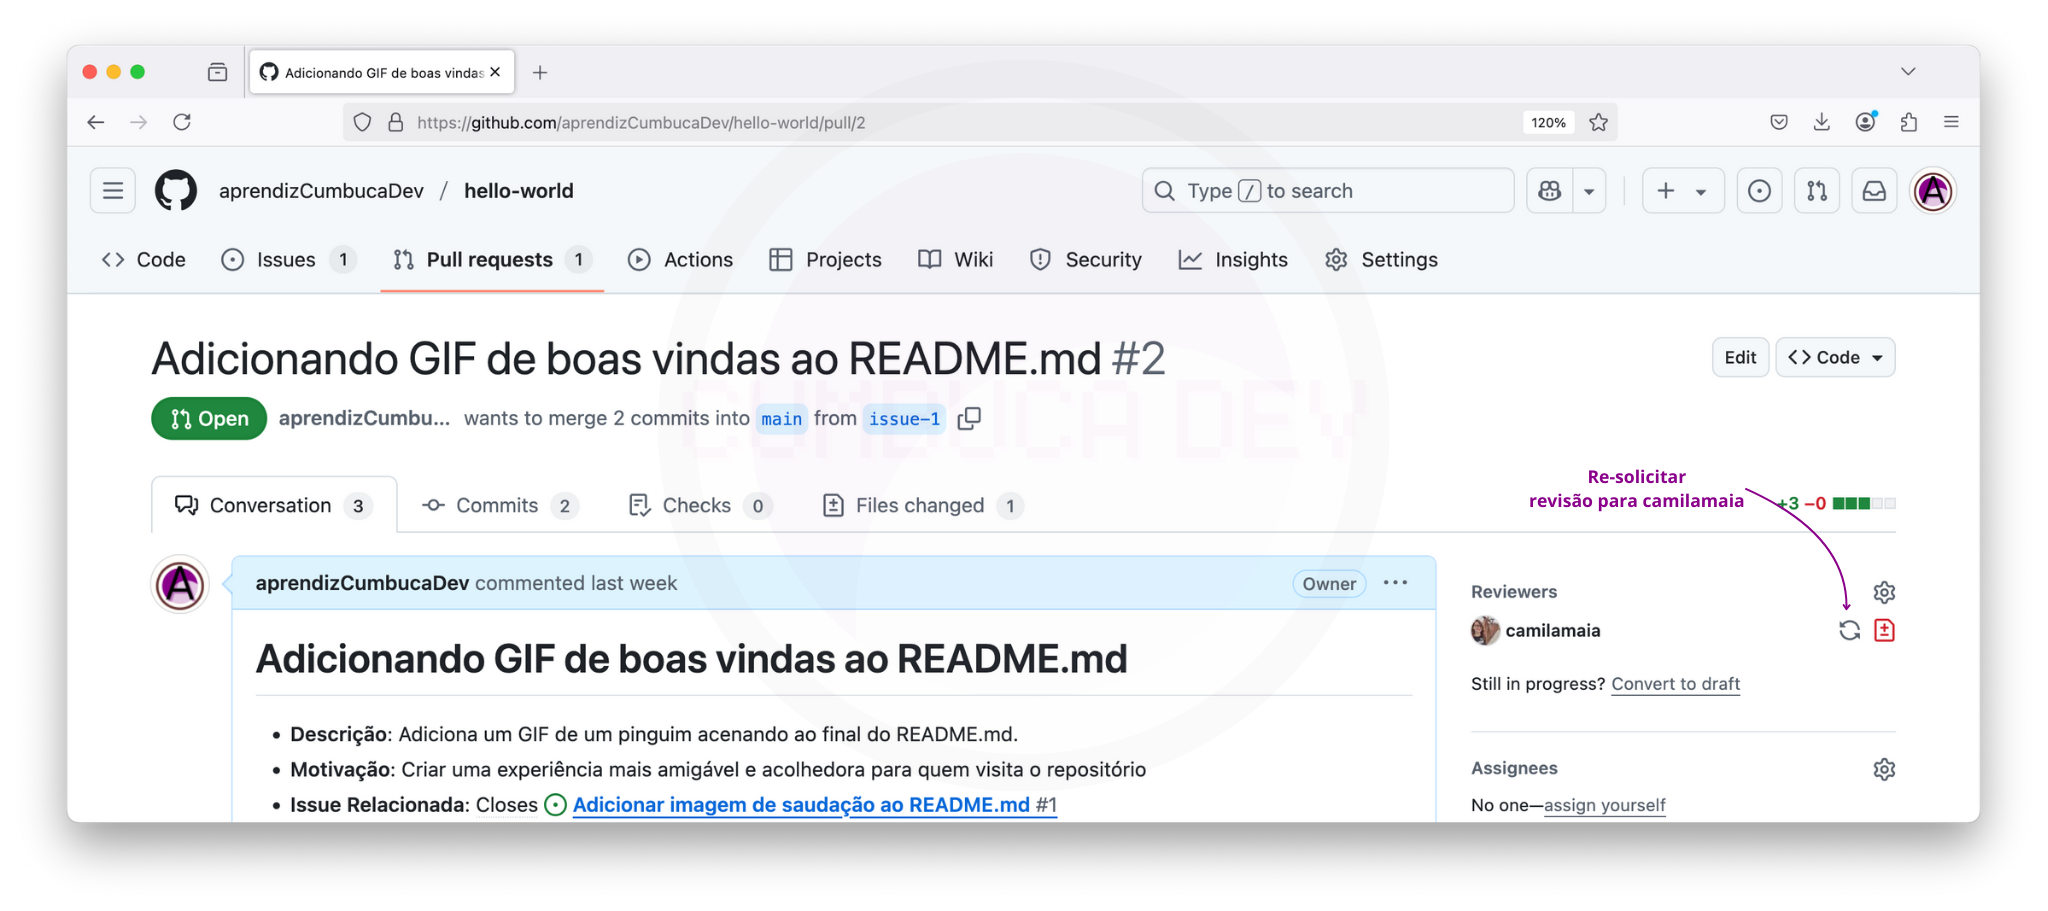 Adicionando GIF de boas vindas
https://github.com/aprendizCumbucaDev/hello-world/pull/2
120%
aprendizCumbucaDev / hello-world
Type / to search
Code
Issues 1
Pull requests 1
Actions
Projects
Wiki
Security
Insights
Settings
Adicionando GIF de boas vindas ao README.md #2
Edit
Code
Open
aprendizCumbu... wants to merge 2 commits into main from issue-1
CUMBUCA DEV
Conversation 3
Commits 2
Checks 0
Files changed 1
Re-solicitar
revisão para camilamaia
+3 −0
aprendizCumbucaDev commented last week
Owner
Adicionando GIF de boas vindas ao README.md
• Descrição: Adiciona um GIF de um pinguim acenando ao final do README.md.
• Motivação: Criar uma experiência mais amigável e acolhedora para quem visita o repositório
• Issue Relacionada: Closes Adicionar imagem de saudação ao README.md #1
Reviewers
camilamaia
Still in progress? Convert to draft
Assignees
No one—assign yourself